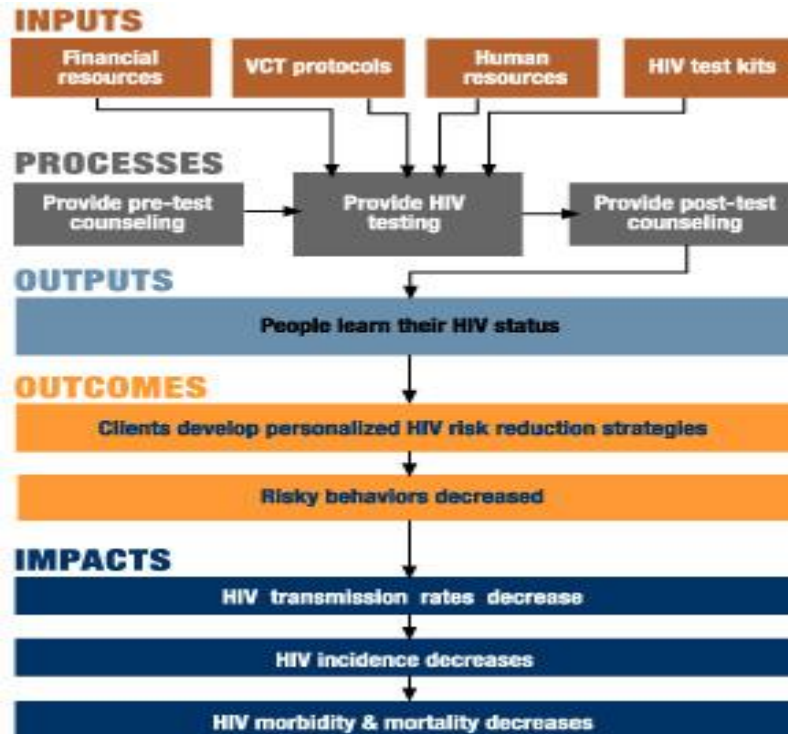 INPUTS
Financial
resources
VCT protocols
Human
resources
HIV test kits
PROCESSES
Provide pre-test
counseling
Provide HIV
testing
Provide post-test
counseling
OUTPUTS
People learn their HIV status
OUTCOMES
Clients develop personalized HIV risk reduction strategies
Risky behaviors decreased
IMPACTS
HIV transmission rates decrease
HIV incidence decreases
HIV morbidity & mortality decreases